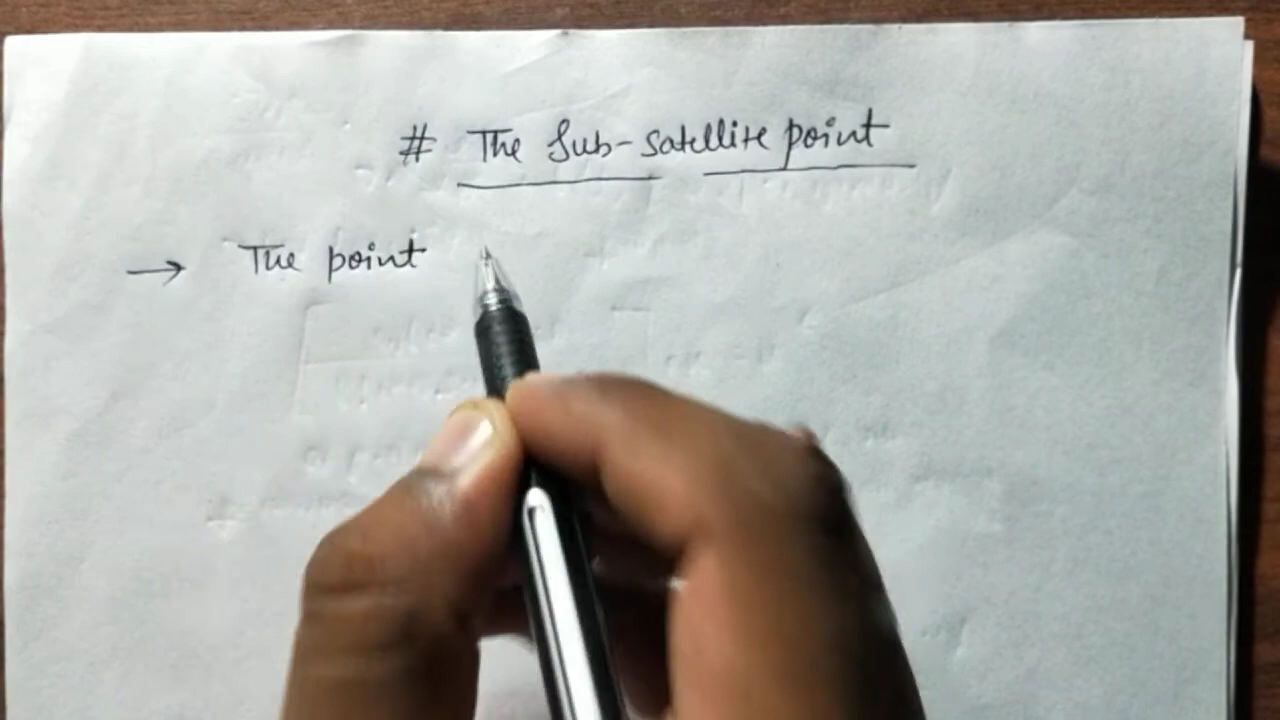 # The Sub-satellite point
→ The point